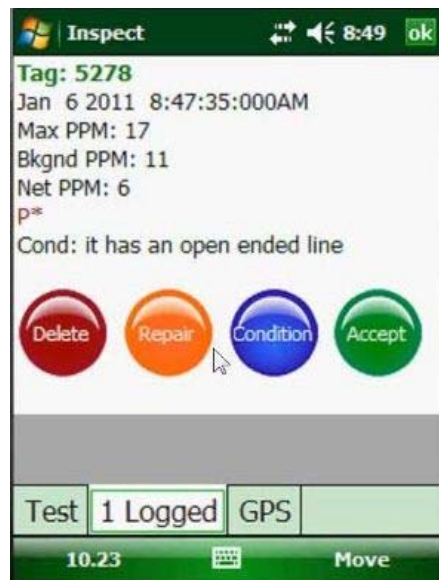 Inspect 8:49 ok
Tag: 5278
Jan 6 2011 8:47:35:000AM
Max PPM: 17
Bkgnd PPM: 11
Net PPM: 6
P*
Cond: it has an open ended line
Delete Repair Condition Accept
Test 1 Logged GPS
10.23 Move